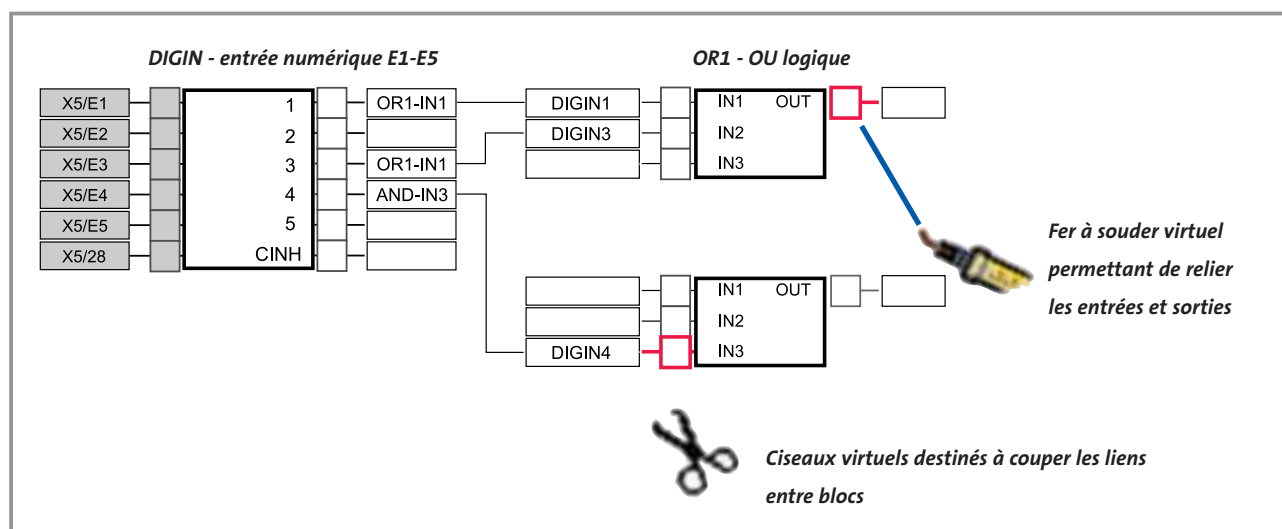 DIGIN - entrée numérique E1-E5
OR1 - OU logique
X5/E1
1
OR1-IN1
DIGIN1
IN1
OUT
X5/E2
2
DIGIN3
IN2
X5/E3
3
OR1-IN1
IN3
X5/E4
4
AND-IN3
X5/E5
5
X5/28
CINH
Fer à souder virtuel
permettant de relier
les entrées et sorties
IN1
OUT
IN2
DIGIN4
IN3
Ciseaux virtuels destinés à couper les liens
entre blocs